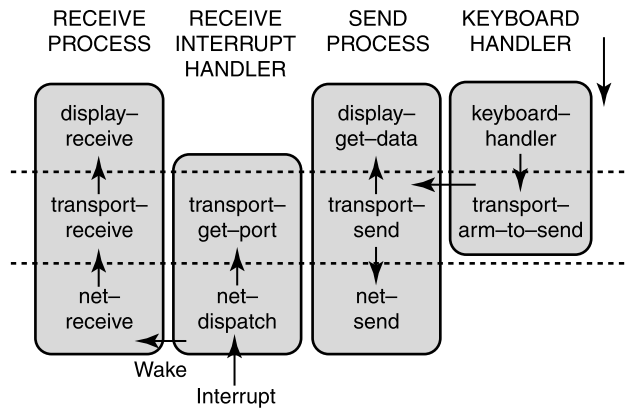 RECEIVE
PROCESS
RECEIVE
INTERRUPT
HANDLER
SEND
PROCESS
KEYBOARD
HANDLER
display–
receive
transport–
receive
net–
receive
transport–
get–port
net–
dispatch
display–
get–data
transport–
send
net–
send
keyboard–
handler
transport–
arm–to–send
Wake
Interrupt